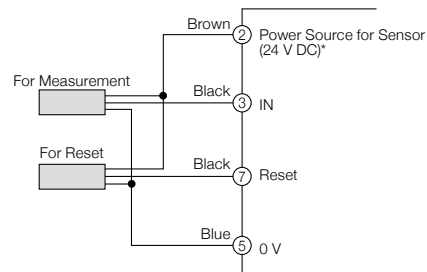 Brown
2 Power Source for Sensor
(24 V DC)*
For Measurement
Black
3 IN
For Reset
Black
7 Reset
Blue
5 0 V